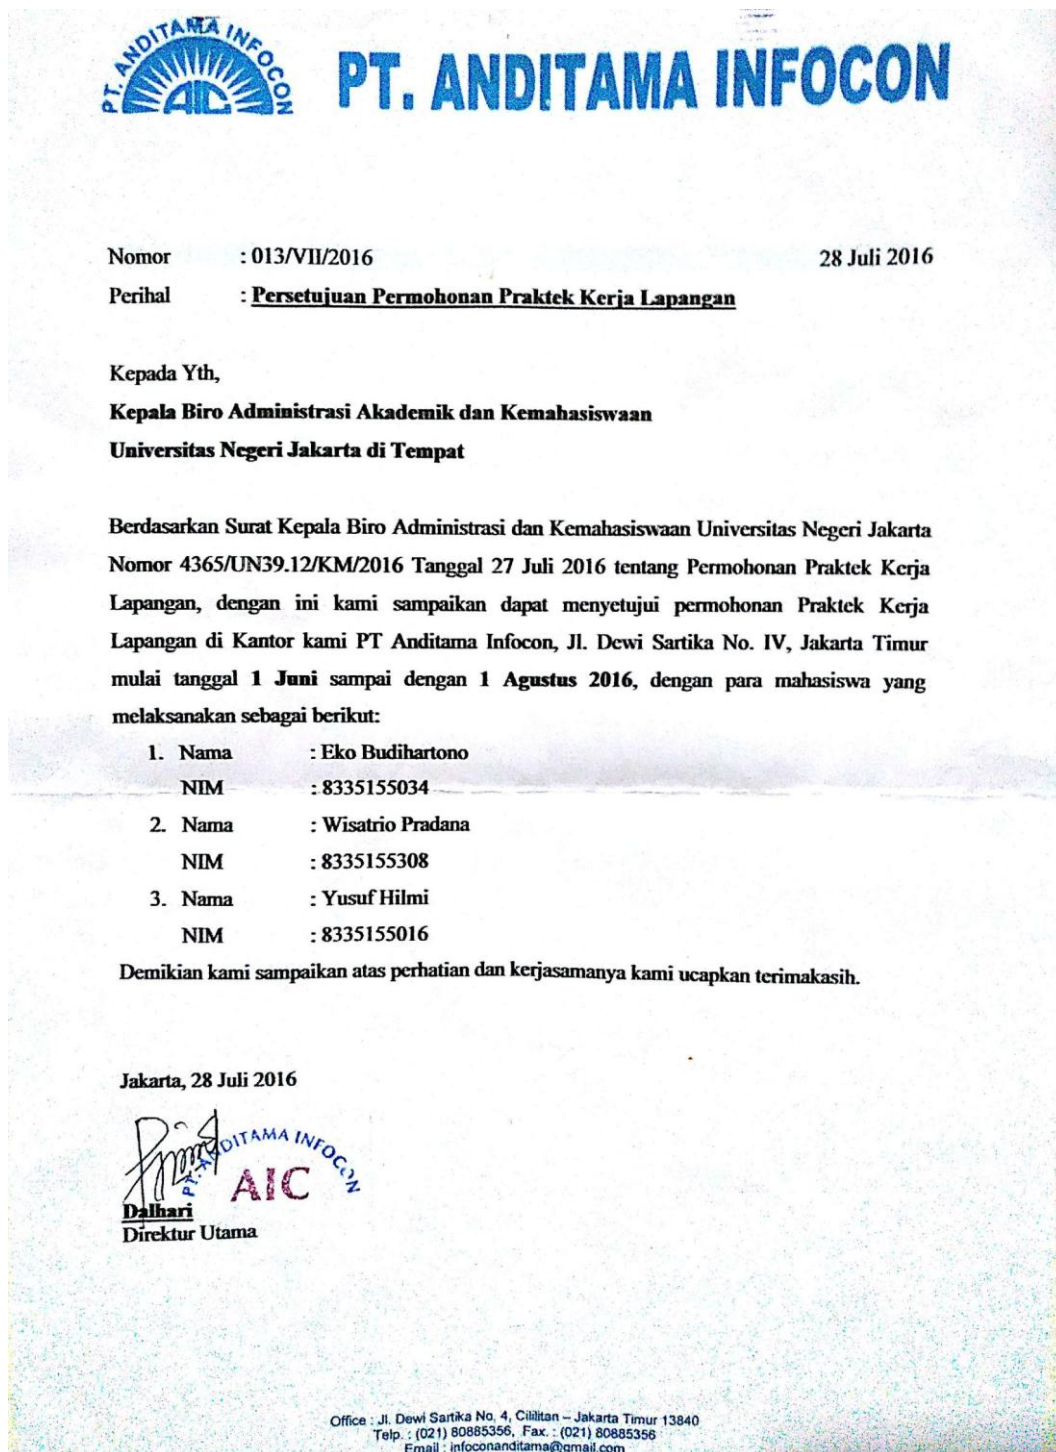 PT. ANDITAMA INFOCON
AIC
PT. ANDITAMA INFOCON
Nomor : 013/VII/2016 28 Juli 2016
Perihal : Persetujuan Permohonan Praktek Kerja Lapangan
Kepada Yth,
Kepala Biro Administrasi Akademik dan Kemahasiswaan
Universitas Negeri Jakarta di Tempat
Berdasarkan Surat Kepala Biro Administrasi dan Kemahasiswaan Universitas Negeri Jakarta
Nomor 4365/UN39.12/KM/2016 Tanggal 27 Juli 2016 tentang Permohonan Praktek Kerja
Lapangan, dengan ini kami sampaikan dapat menyetujui permohonan Praktek Kerja
Lapangan di Kantor kami PT Anditama Infocon, Jl. Dewi Sartika No. IV, Jakarta Timur
mulai tanggal 1 Juni sampai dengan 1 Agustus 2016, dengan para mahasiswa yang
melaksanakan sebagai berikut:
1. Nama : Eko Budihartono
NIM : 8335155034
2. Nama : Wisatrio Pradana
NIM : 8335155308
3. Nama : Yusuf Hilmi
NIM : 8335155016
Demikian kami sampaikan atas perhatian dan kerjasamanya kami ucapkan terimakasih.
Jakarta, 28 Juli 2016
PT. ANDITAMA INFOCON
AIC
Dalhari
Direktur Utama
Office : Jl. Dewi Sartika No, 4, Cililitan – Jakarta Timur 13840
Telp. : (021) 80885356, Fax. : (021) 80885356
Email : infoconanditama@gmail.com